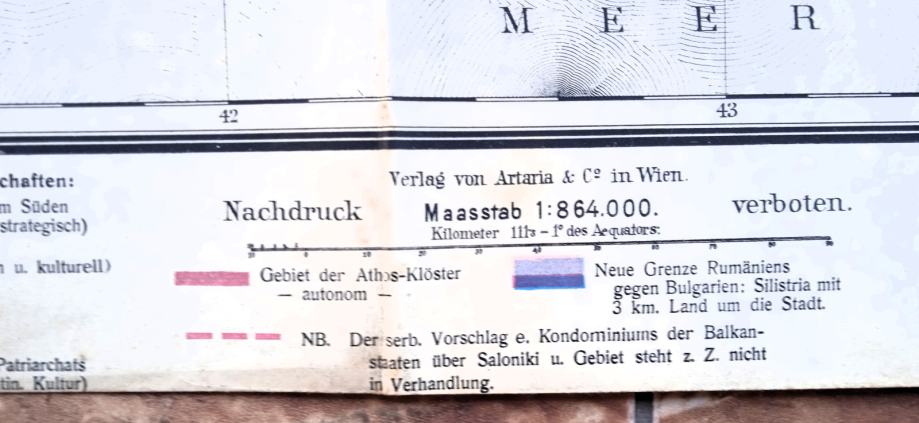 M E E R
42 43
chaften:
m Süden
strategisch)
u. kulturell)
Patriarchats
tin. Kultur)
Verlag von Artaria & Cº in Wien.
Nachdruck Maasstab 1:864.000. verboten.
Kilometer 111³ – 1º des Aequators:
Gebiet der Athos-Klöster
— autonom —
Neue Grenze Rumäniens
gegen Bulgarien: Silistria mit
3 km. Land um die Stadt.
NB. Der serb. Vorschlag e. Kondominiums der Balkan-
staaten über Saloniki u. Gebiet steht z. Z. nicht
in Verhandlung.